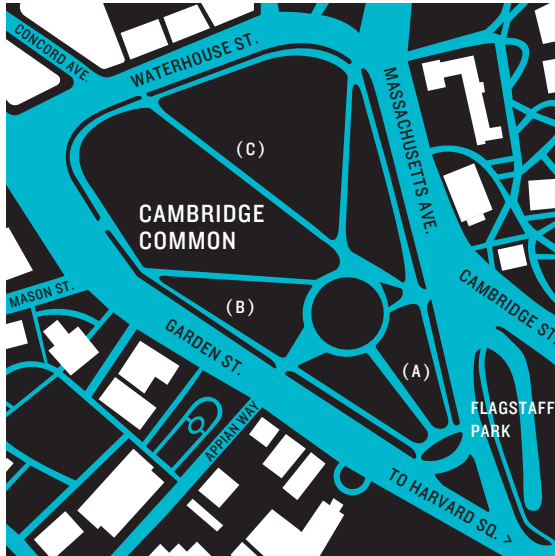 CONCORD AVE.
WATERHOUSE ST.
MASSACHUSETTS AVE.
(C)
CAMBRIDGE
COMMON
MASON ST.
(B)
GARDEN ST.
CAMBRIDGE ST.
(A)
APPIAN WAY
FLAGSTAFF
PARK
TO HARVARD SQ. >